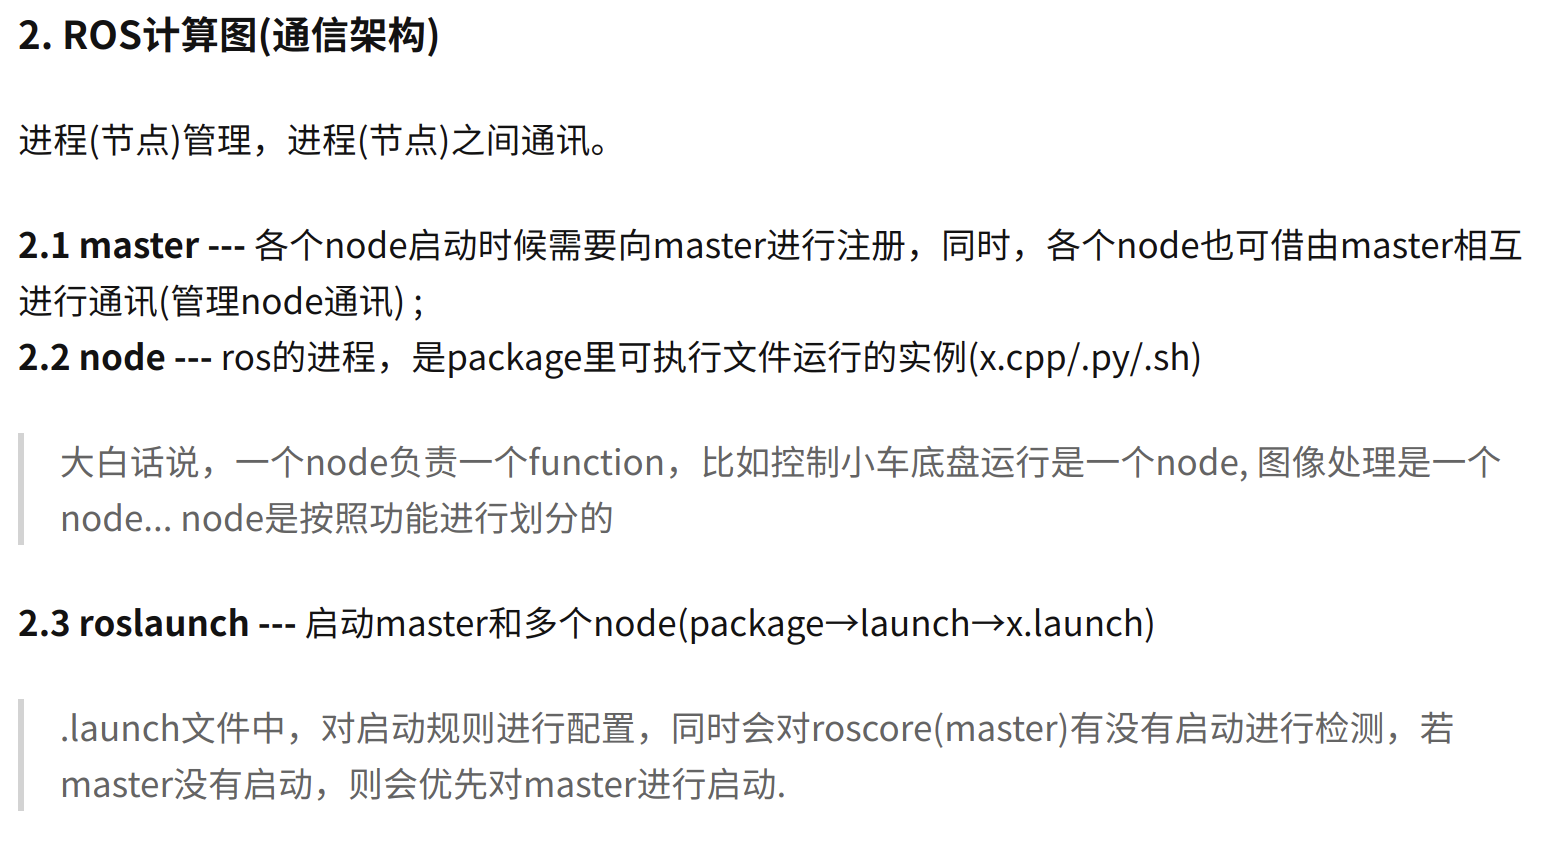 2. ROS计算图(通信架构)
进程(节点)管理，进程(节点)之间通讯。
2.1 master --- 各个node启动时候需要向master进行注册，同时，各个node也可借由master相互
进行通讯(管理node通讯) ;
2.2 node --- ros的进程，是package里可执行文件运行的实例(x.cpp/.py/.sh)
大白话说，一个node负责一个function，比如控制小车底盘运行是一个node, 图像处理是一个
node... node是按照功能进行划分的
2.3 roslaunch --- 启动master和多个node(package→launch→x.launch)
.launch文件中，对启动规则进行配置，同时会对roscore(master)有没有启动进行检测，若
master没有启动，则会优先对master进行启动.